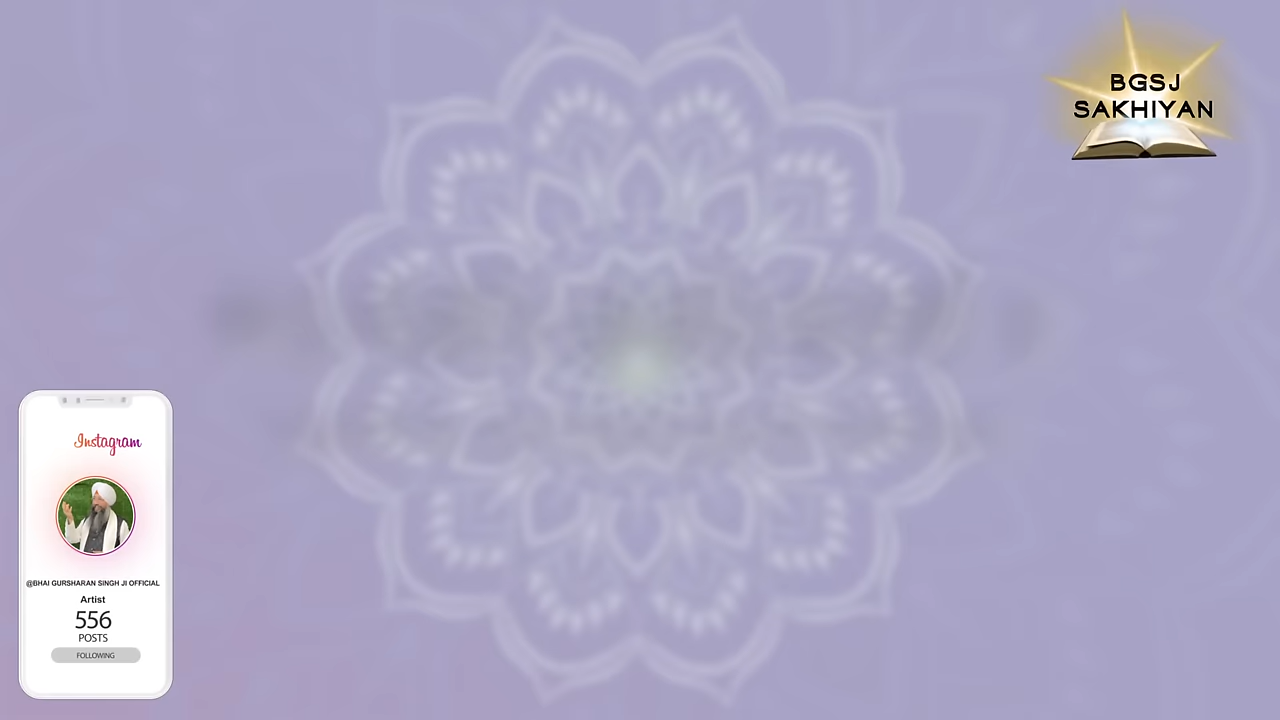 BGSJ
SAKHIYAN
Instagram
@BHAI GURSHARAN SINGH JI OFFICIAL
Artist
556
POSTS
FOLLOWING